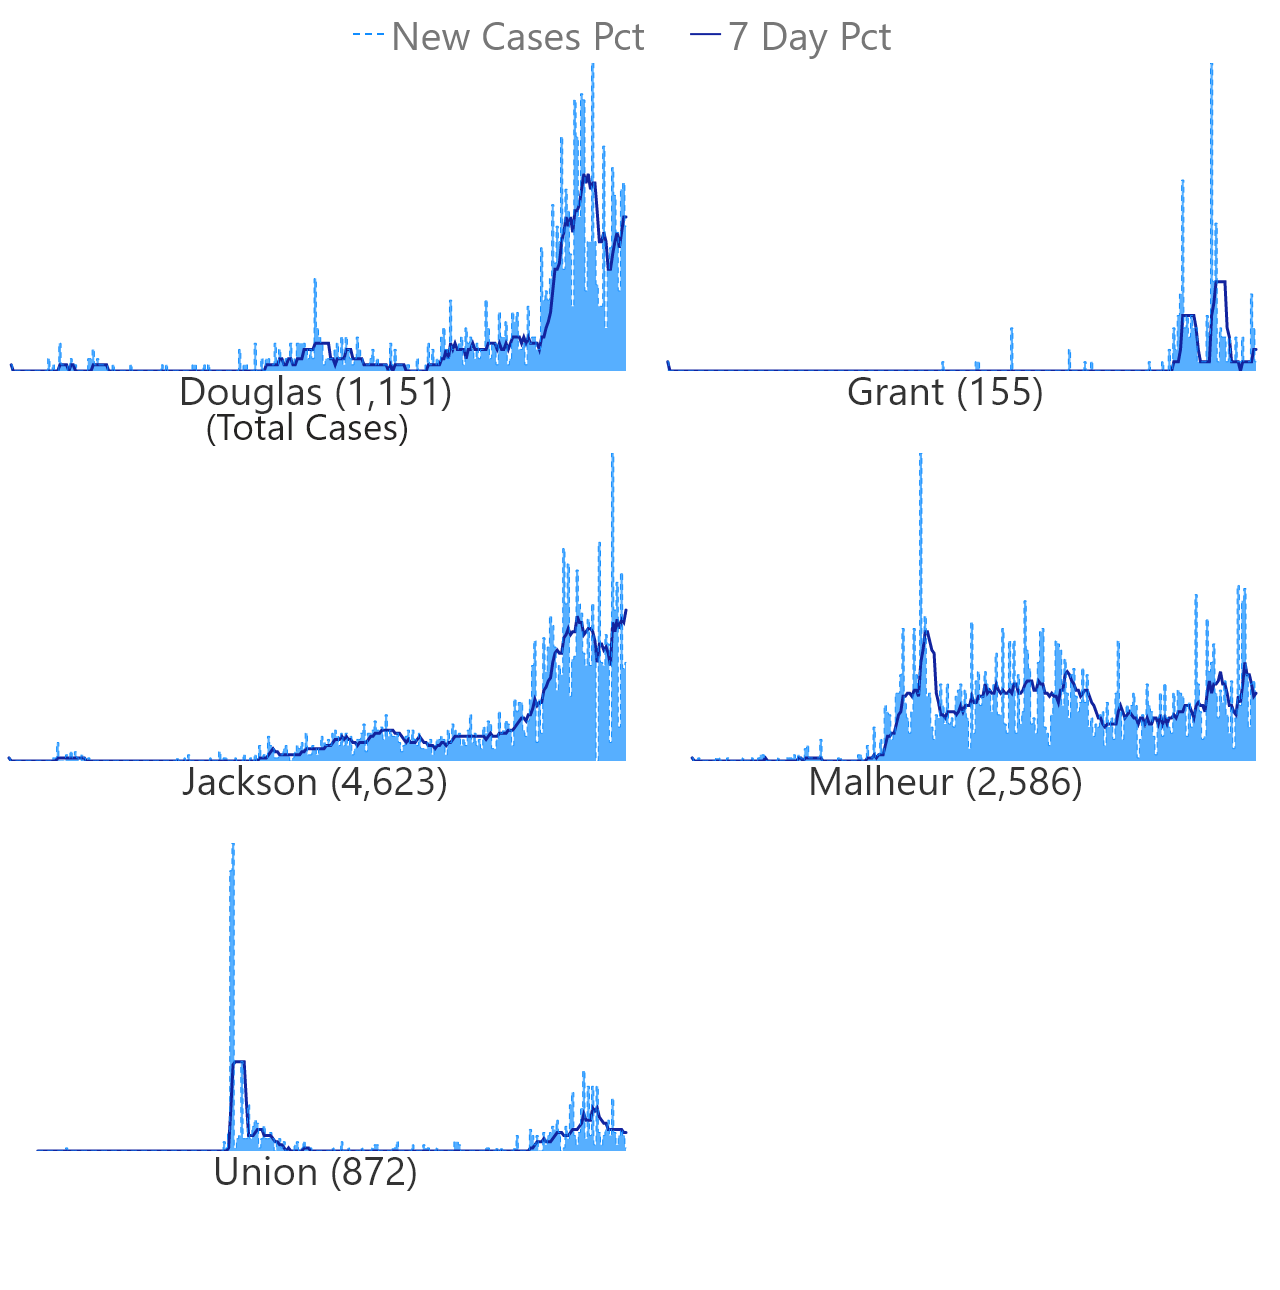 New Cases Pct 7 Day Pct
Douglas (1,151) Grant (155)
(Total Cases)
Jackson (4,623) Malheur (2,586)
Union (872)